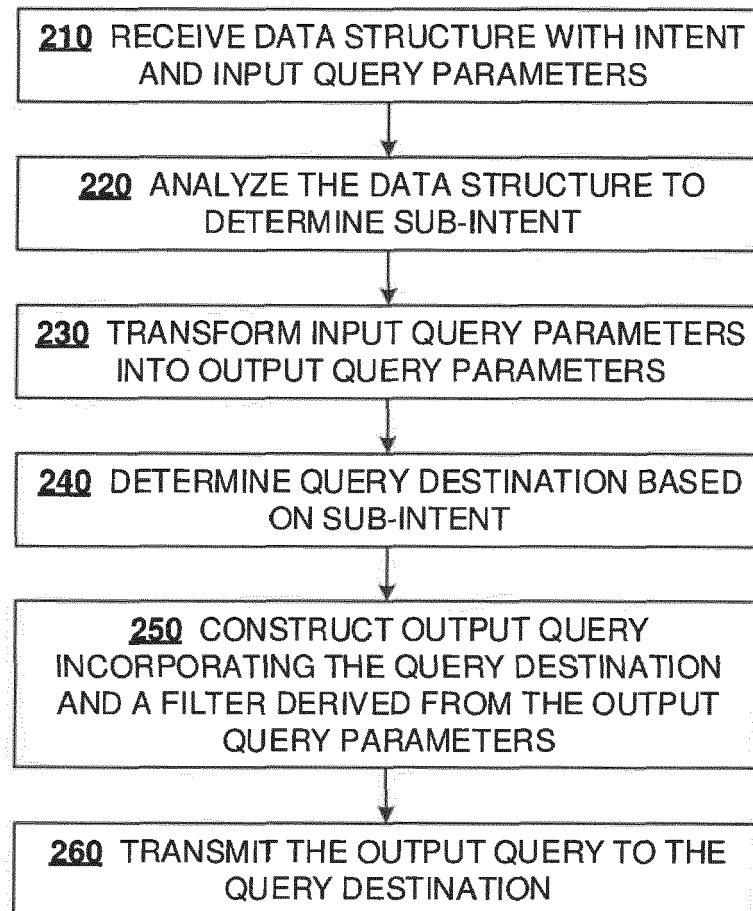 210 RECEIVE DATA STRUCTURE WITH INTENT
AND INPUT QUERY PARAMETERS
220 ANALYZE THE DATA STRUCTURE TO
DETERMINE SUB-INTENT
230 TRANSFORM INPUT QUERY PARAMETERS
INTO OUTPUT QUERY PARAMETERS
240 DETERMINE QUERY DESTINATION BASED
ON SUB-INTENT
250 CONSTRUCT OUTPUT QUERY
INCORPORATING THE QUERY DESTINATION
AND A FILTER DERIVED FROM THE OUTPUT
QUERY PARAMETERS
260 TRANSMIT THE OUTPUT QUERY TO THE
QUERY DESTINATION